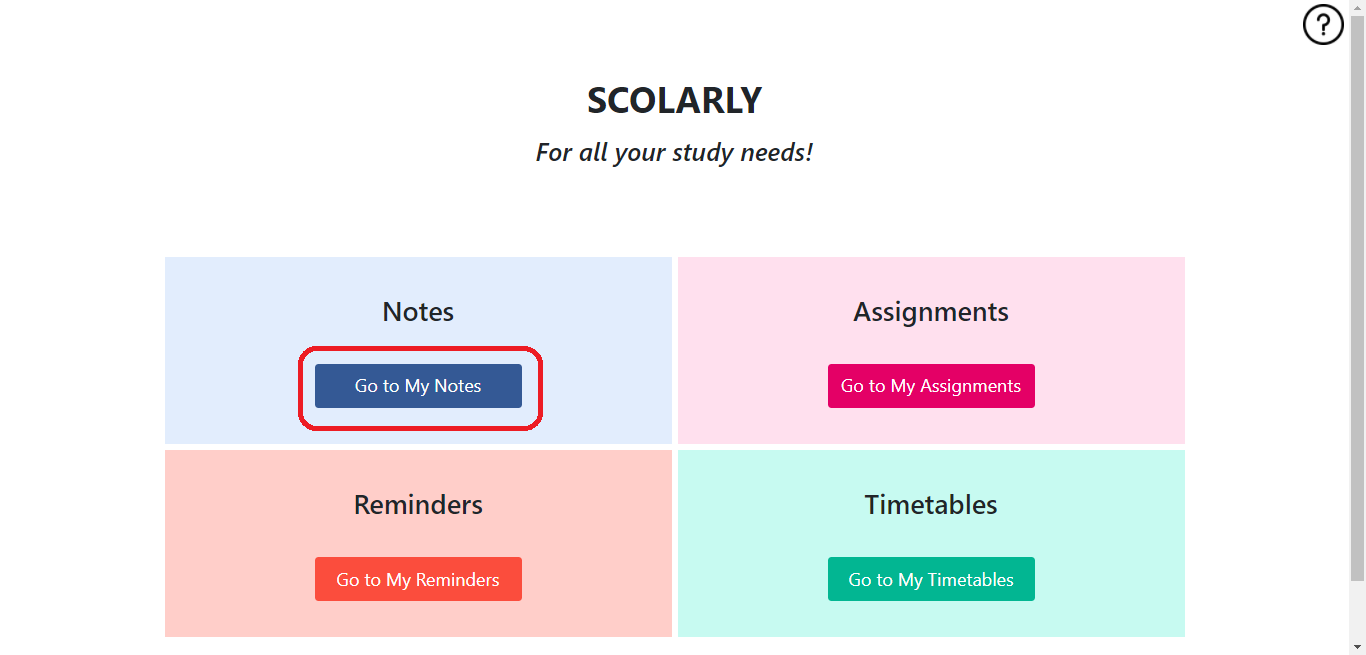 ?
SCOLARLY
For all your study needs!
Notes
Go to My Notes
Assignments
Go to My Assignments
Reminders
Go to My Reminders
Timetables
Go to My Timetables